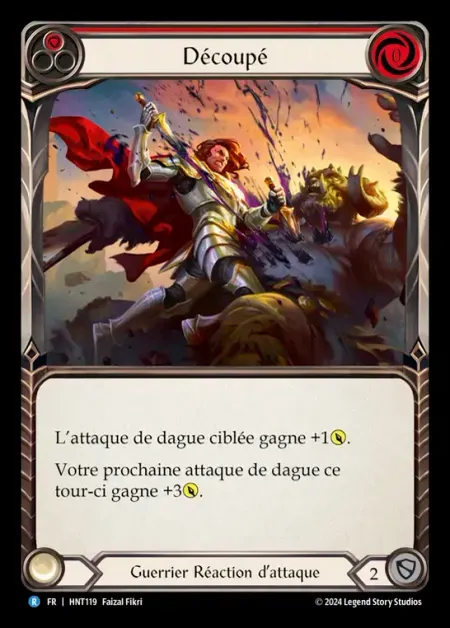 Découpé
0
L'attaque de dague ciblée gagne +1.
Votre prochaine attaque de dague ce
tour-ci gagne +3.
Guerrier Réaction d'attaque
2
R FR | HNT119 Faizal Fikri
© 2024 Legend Story Studios